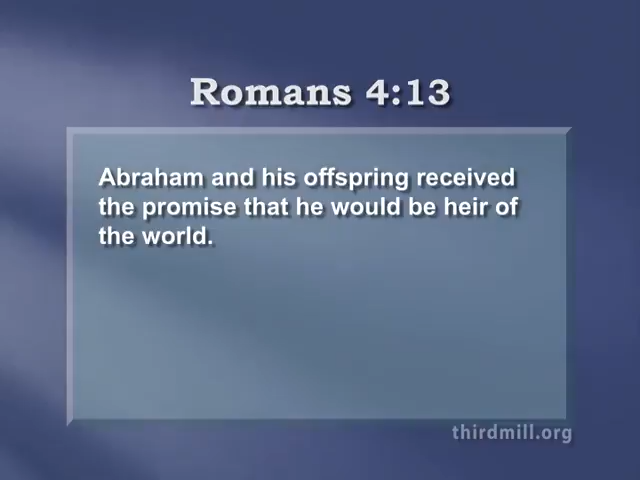 Romans 4:13
Abraham and his offspring received
the promise that he would be heir of
the world.
thirdmill.org